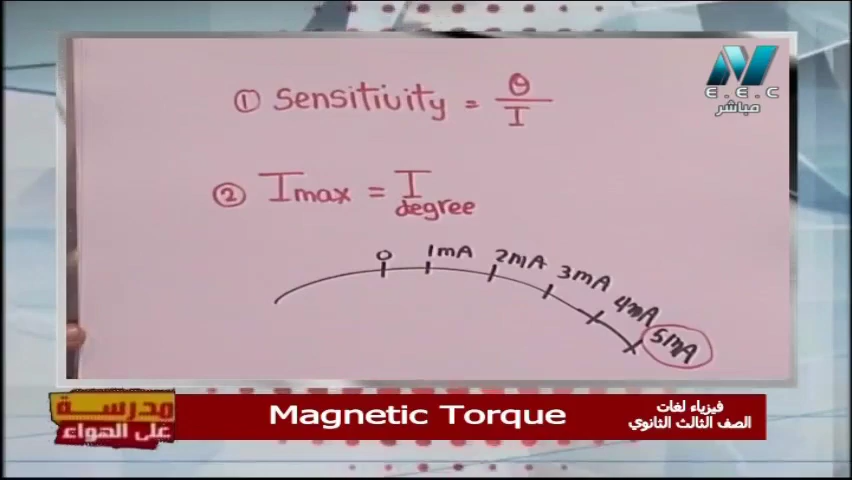 ① Sensitivity = θ/I
E.E.C
مباشر
② Imax = I degree
0 1mA 2mA 3mA 4mA 5mA
مدرسة
على الهواء
Magnetic Torque
فيزياء لغات
الصف الثالث الثانوي